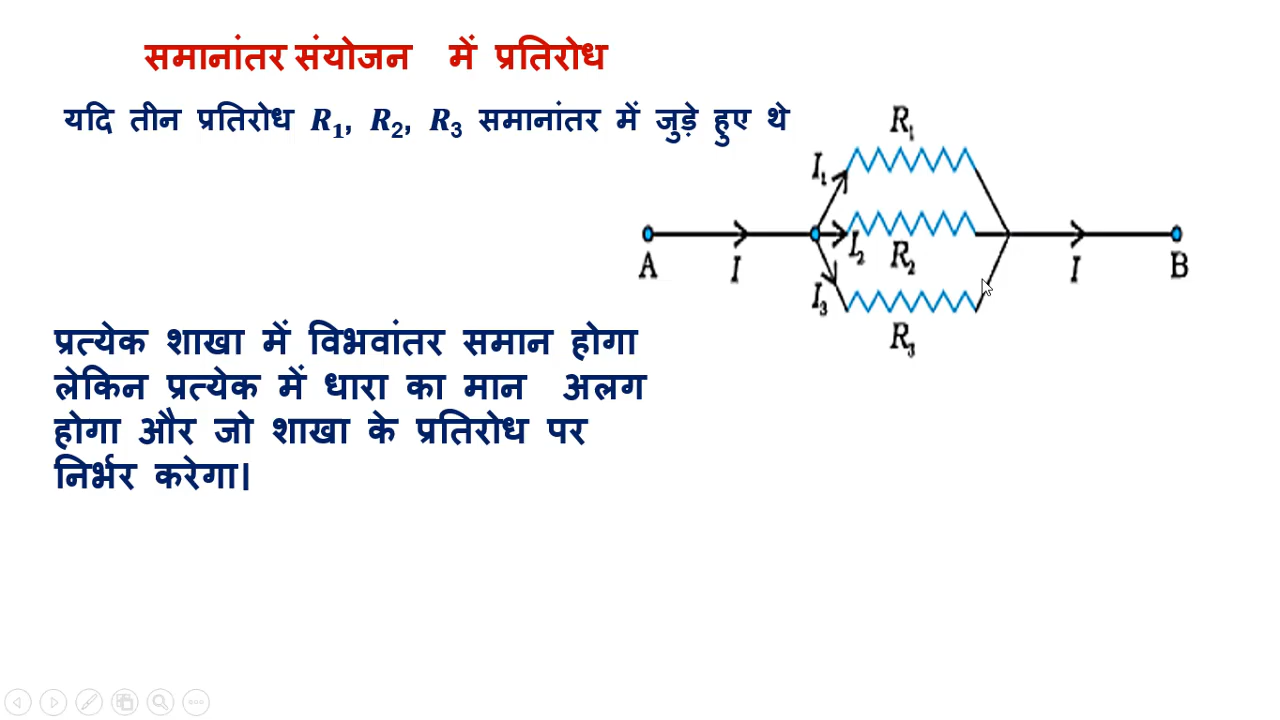 समानांतर संयोजन में प्रतिरोध
यदि तीन प्रतिरोध R₁, R₂, R₃ समानांतर में जुड़े हुए थे
R₁
I₁
I₂
R₂
A
I
I
B
I₃
R₃
प्रत्येक शाखा में विभवांतर समान होगा
लेकिन प्रत्येक में धारा का मान अलग
होगा और जो शाखा के प्रतिरोध पर
निर्भर करेगा।